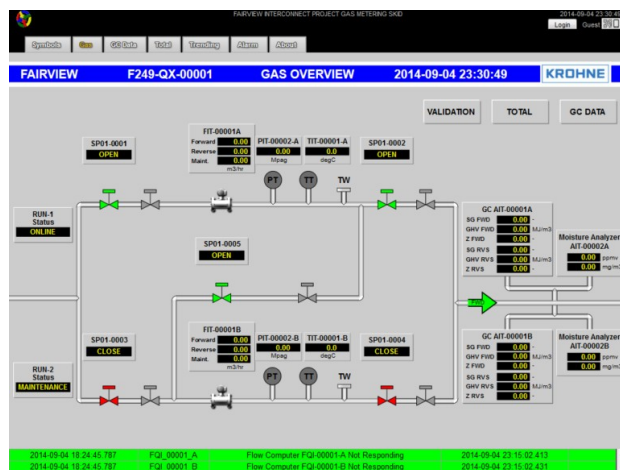 FAIRVIEW INTERCONNECT PROJECT GAS METERING SKID
2014-09-04 23:30:49
Login Guest
Symbols Gas GC Data Total Trending Alarm About
FAIRVIEW F249-QX-00001 GAS OVERVIEW 2014-09-04 23:30:49 KROHNE
VALIDATION TOTAL GC DATA
SP01-0001
OPEN
FIT-00001A
Forward 0.00
Reverse 0.00
Maint. 0.00
m3/hr
PIT-00002-A
0.00
Mpag
TIT-00001-A
0.0
degC
SP01-0002
OPEN
PT TT TW
RUN-1
Status
ONLINE
SP01-0005
OPEN
GC AIT-00001A
SG FWD 0.00 -
GHV FWD 0.00 MJ/m3
Z FWD 0.00 -
SG RVS 0.00 -
GHV RVS 0.00 MJ/m3
Z RVS 0.00 -
Moisture Analyzer
AIT-00002A
0.00 ppmv
0.00 mg/m
SP01-0003
CLOSE
FIT-00001B
Forward 0.00
Reverse 0.00
Maint. 0.00
m3/hr
PIT-00002-B
0.00
Mpag
TIT-00001-B
0.0
degC
SP01-0004
CLOSE
PT TT TW
RUN-2
Status
MAINTENANCE
GC AIT-00001B
SG FWD 0.00 -
GHV FWD 0.00 MJ/m3
Z FWD 0.00 -
SG RVS 0.00 -
GHV RVS 0.00 MJ/m3
Z RVS 0.00 -
Moisture Analyzer
AIT-00002B
0.00 ppmv
0.00 mg/m
2014-09-04 18:24:45.787 FQI_00001_A Flow Computer FQI-00001-A Not Responding 2014-09-04 23:15:02.413
2014-09-04 18:24:45.787 FQI_00001_B Flow Computer FQI-00001-B Not Responding 2014-09-04 23:15:02.431